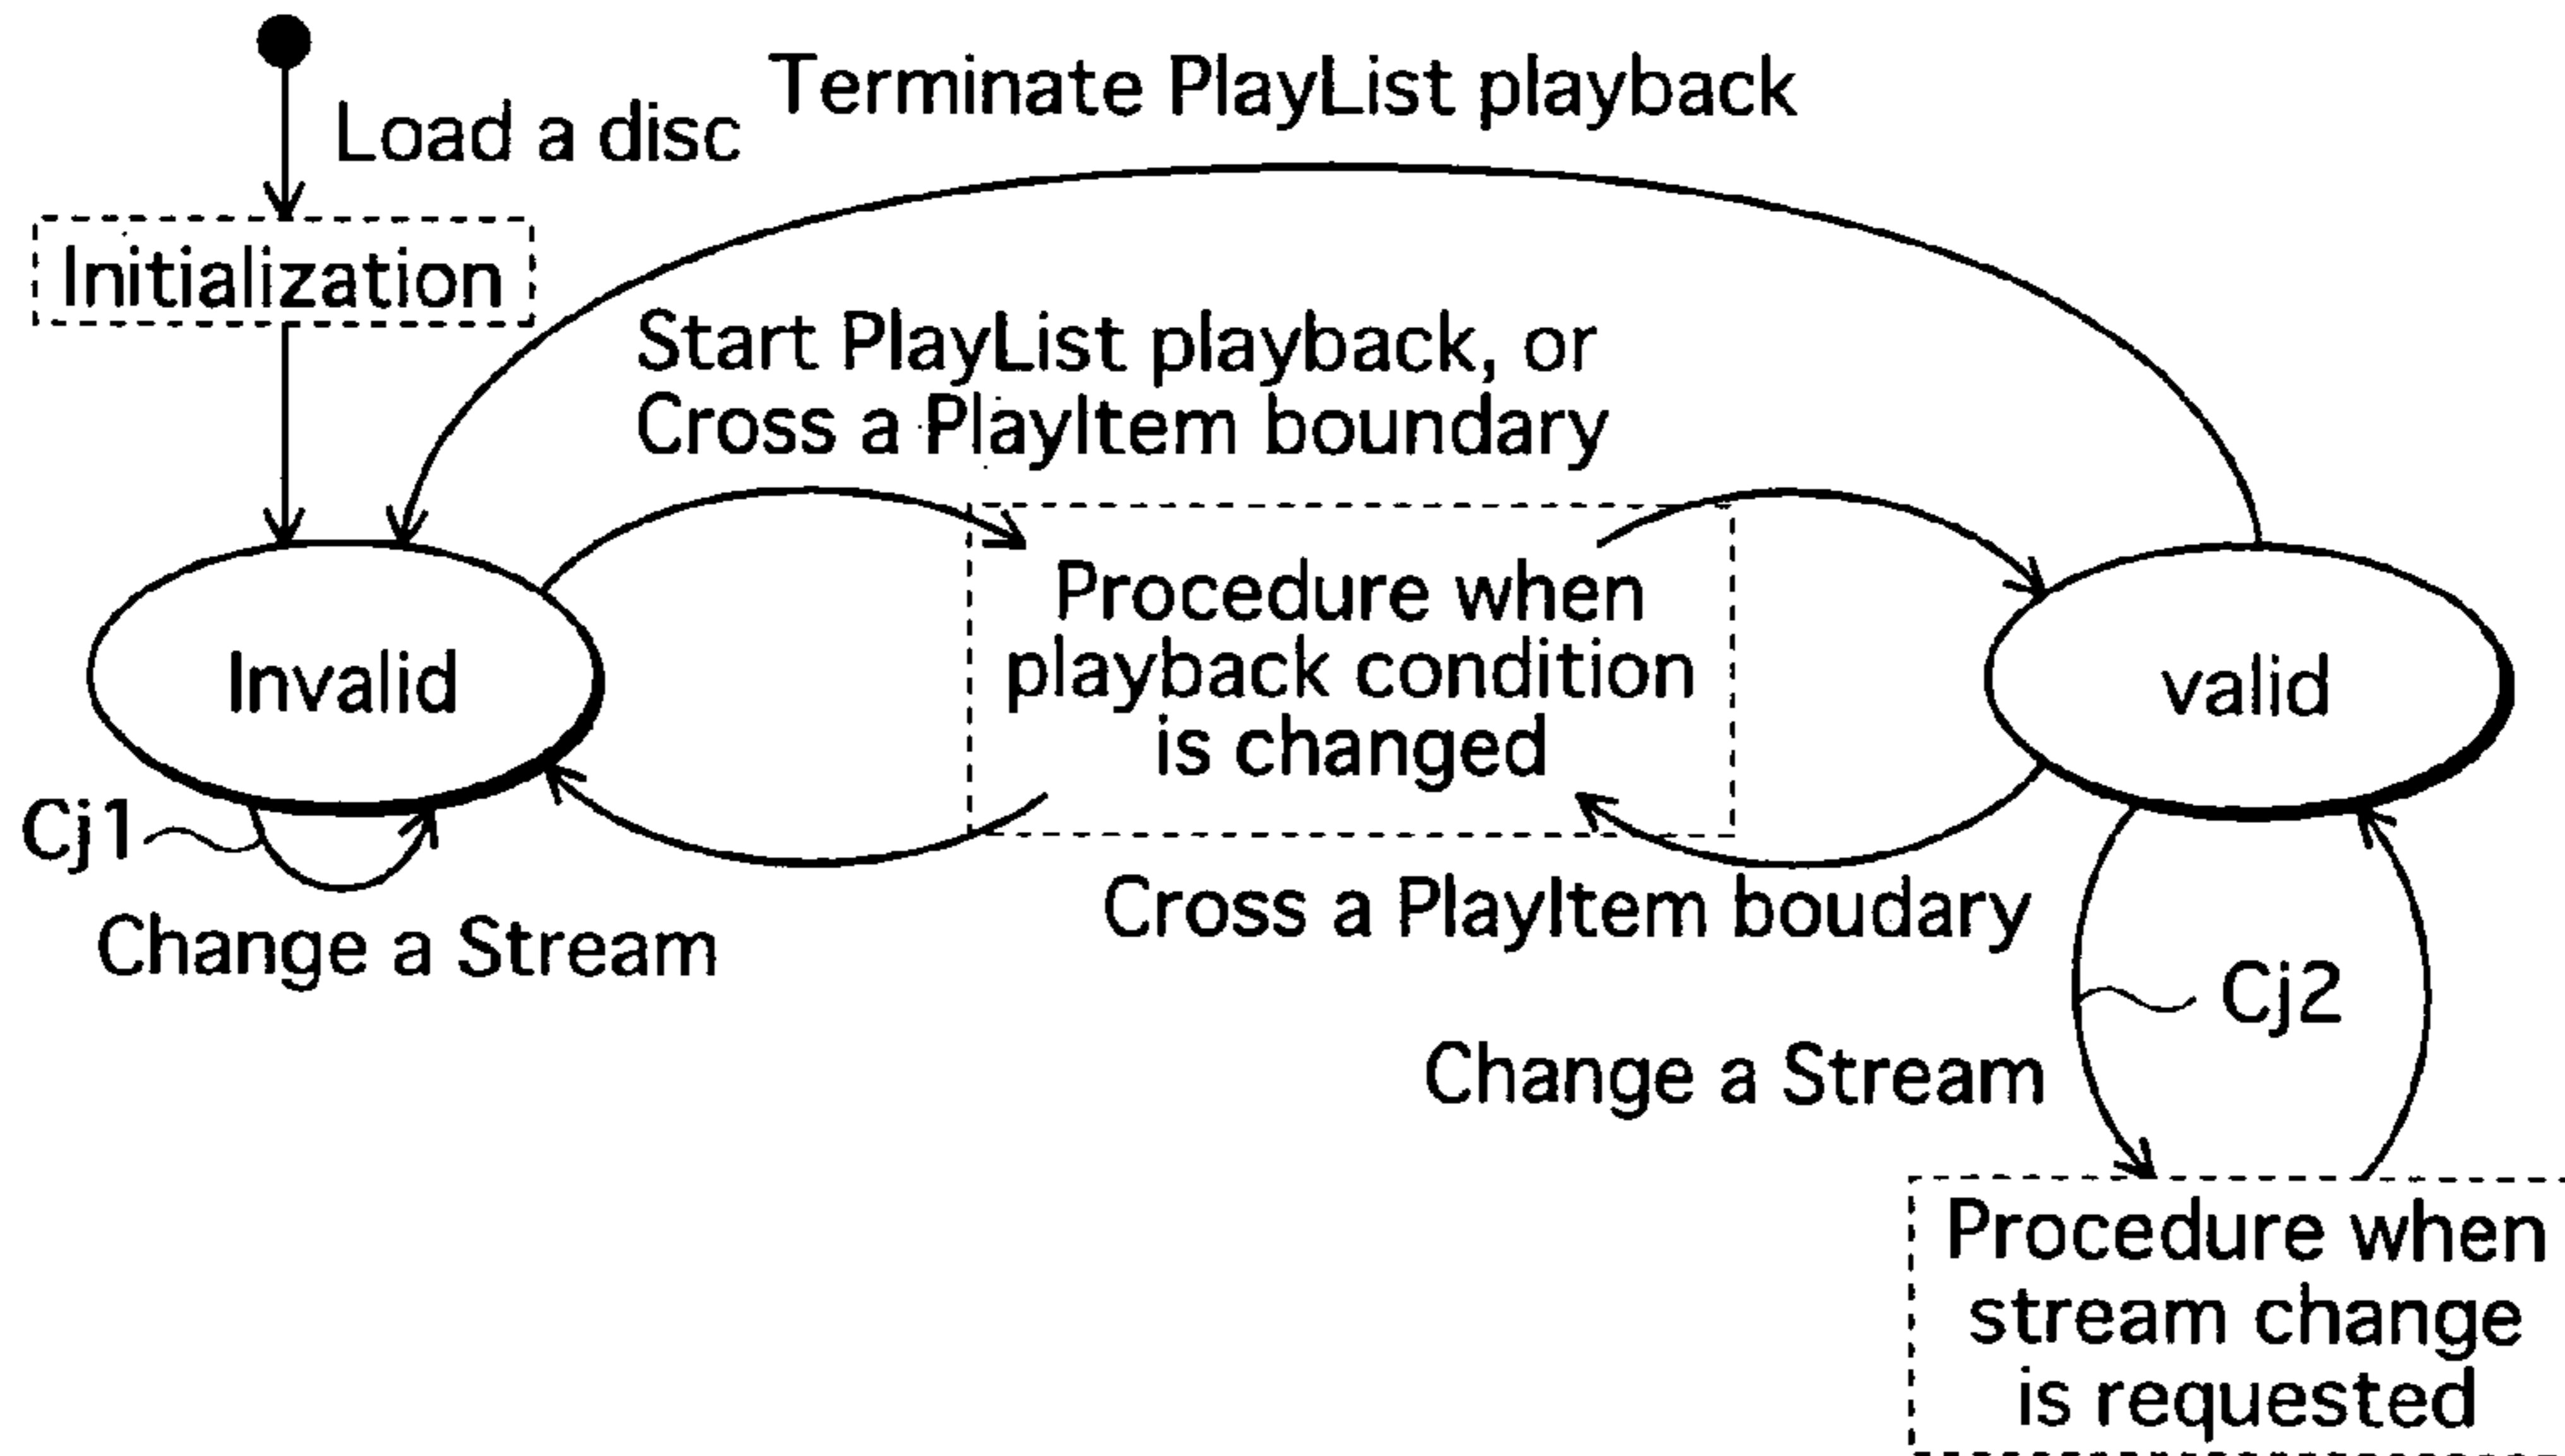 Load a disc
Terminate PlayList playback
Initialization
Start PlayList playback, or
Cross a PlayItem boundary
Procedure when
playback condition
is changed
Invalid
valid
Cj1
Change a Stream
Cross a PlayItem boudary
Cj2
Change a Stream
Procedure when
stream change
is requested